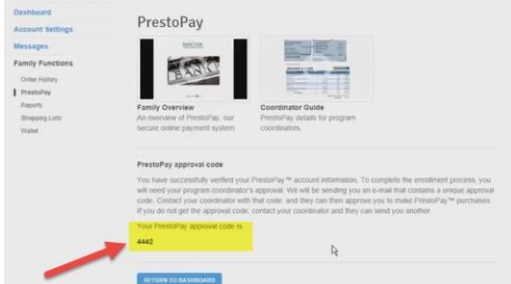 Dashboard
Account Settings
Messages
Family Functions
Order History
PrestoPay
Reports
Shopping Lists
Wallet
PrestoPay
NACHA
Family Overview
An overview of PrestoPay, our
secure online payment system
Coordinator Guide
PrestoPay details for program
coordinators.
PrestoPay approval code
You have successfully verified your PrestoPay™ account information. To complete the enrollment process, you
will need your program coordinator's approval. We will be sending you an e-mail that contains a unique approval
code. Contact your coordinator with that code, and they can then approve you to make PrestoPay™ purchases.
If you do not get the approval code, contact your coordinator and they can send you another.
Your PrestoPay approval code is
4442
RETURN TO DASHBOARD